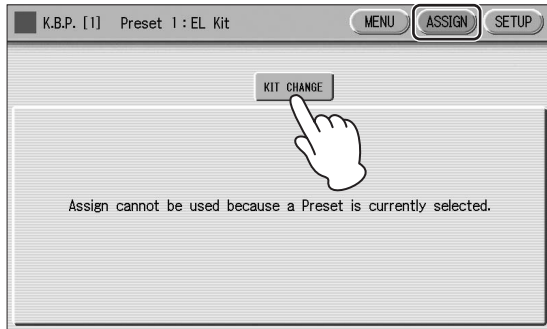 K.B.P. [1] Preset 1 : EL Kit MENU ASSIGN SETUP
KIT CHANGE
Assign cannot be used because a Preset is currently selected.